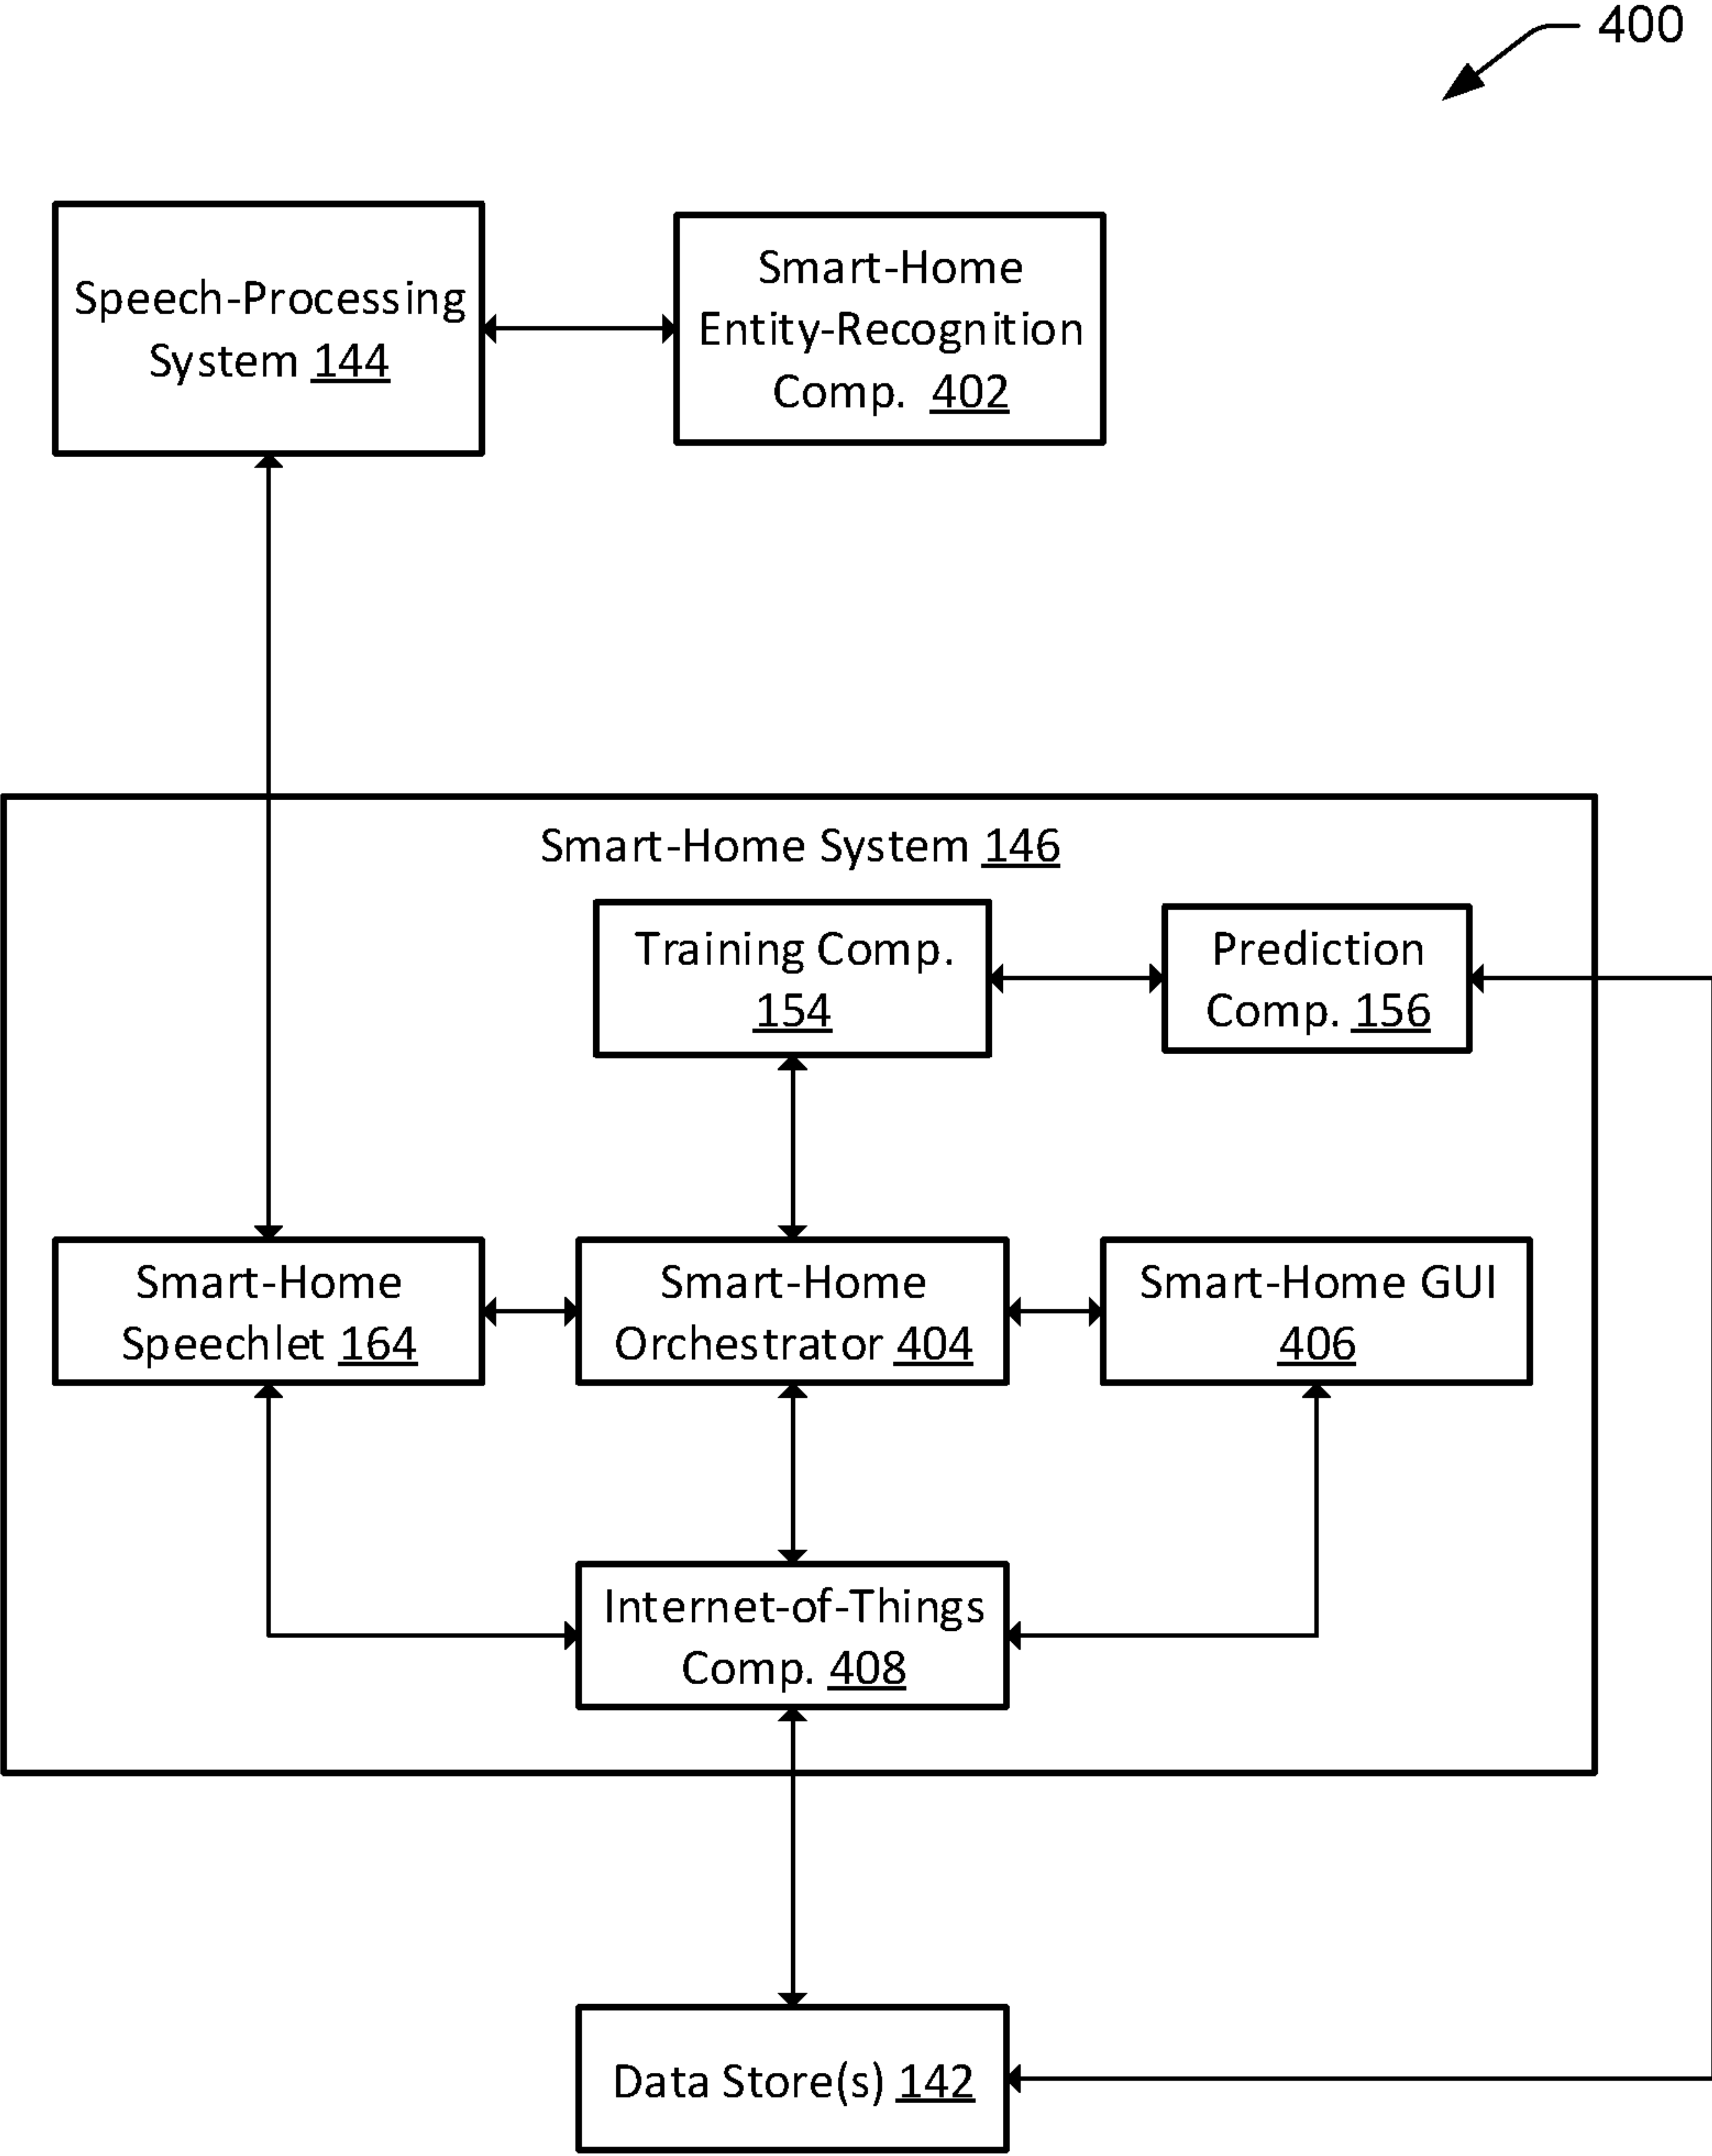 400
Speech-Processing
System 144
Smart-Home
Entity-Recognition
Comp. 402
Smart-Home System 146
Training Comp.
154
Prediction
Comp. 156
Smart-Home
Speechlet 164
Smart-Home
Orchestrator 404
Smart-Home GUI
406
Internet-of-Things
Comp. 408
Data Store(s) 142